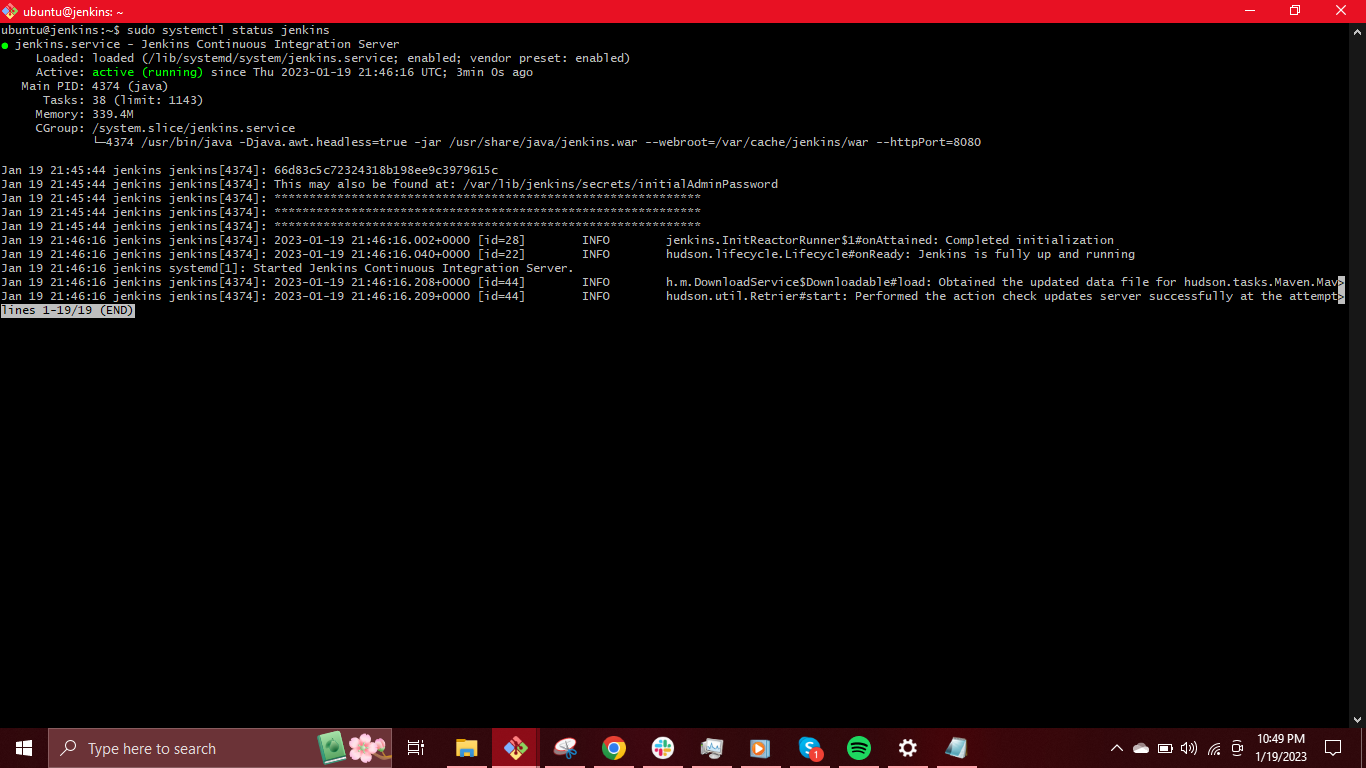 ubuntu@jenkins: ~
ubuntu@jenkins:~$ sudo systemctl status jenkins
● jenkins.service - Jenkins Continuous Integration Server
Loaded: loaded (/lib/systemd/system/jenkins.service; enabled; vendor preset: enabled)
Active: active (running) since Thu 2023-01-19 21:46:16 UTC; 3min 0s ago
Main PID: 4374 (java)
Tasks: 38 (limit: 1143)
Memory: 339.4M
CGroup: /system.slice/jenkins.service
└─4374 /usr/bin/java -Djava.awt.headless=true -jar /usr/share/java/jenkins.war --webroot=/var/cache/jenkins/war --httpPort=8080
Jan 19 21:45:44 jenkins jenkins[4374]: 66d83c5c72324318b198ee9c3979615c
Jan 19 21:45:44 jenkins jenkins[4374]: This may also be found at: /var/lib/jenkins/secrets/initialAdminPassword
Jan 19 21:45:44 jenkins jenkins[4374]: *************************************************************
Jan 19 21:45:44 jenkins jenkins[4374]: *************************************************************
Jan 19 21:45:44 jenkins jenkins[4374]: *************************************************************
Jan 19 21:46:16 jenkins jenkins[4374]: 2023-01-19 21:46:16.002+0000 [id=28] INFO jenkins.InitReactorRunner$1#onAttained: Completed initialization
Jan 19 21:46:16 jenkins jenkins[4374]: 2023-01-19 21:46:16.040+0000 [id=22] INFO hudson.lifecycle.Lifecycle#onReady: Jenkins is fully up and running
Jan 19 21:46:16 jenkins systemd[1]: Started Jenkins Continuous Integration Server.
Jan 19 21:46:16 jenkins jenkins[4374]: 2023-01-19 21:46:16.208+0000 [id=44] INFO h.m.DownloadService$Downloadable#load: Obtained the updated data file for hudson.tasks.Maven.Mav>
Jan 19 21:46:16 jenkins jenkins[4374]: 2023-01-19 21:46:16.209+0000 [id=44] INFO hudson.util.Retrier#start: Performed the action check updates server successfully at the attempt>
lines 1-19/19 (END)
Type here to search
1
10:49 PM
1/19/2023